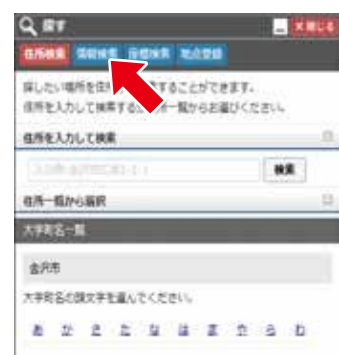 探す ×閉じる
住所検索 情報検索 座標検索 地点登録
探したい場所を住所 することができます。
住所を入力して検索する 一覧からお選びください。
住所を入力して検索
検索
住所一覧から選択
大字町名一覧
金沢市
大字町名の頭文字を選んでください。
あ か さ た な は ま や ら わ